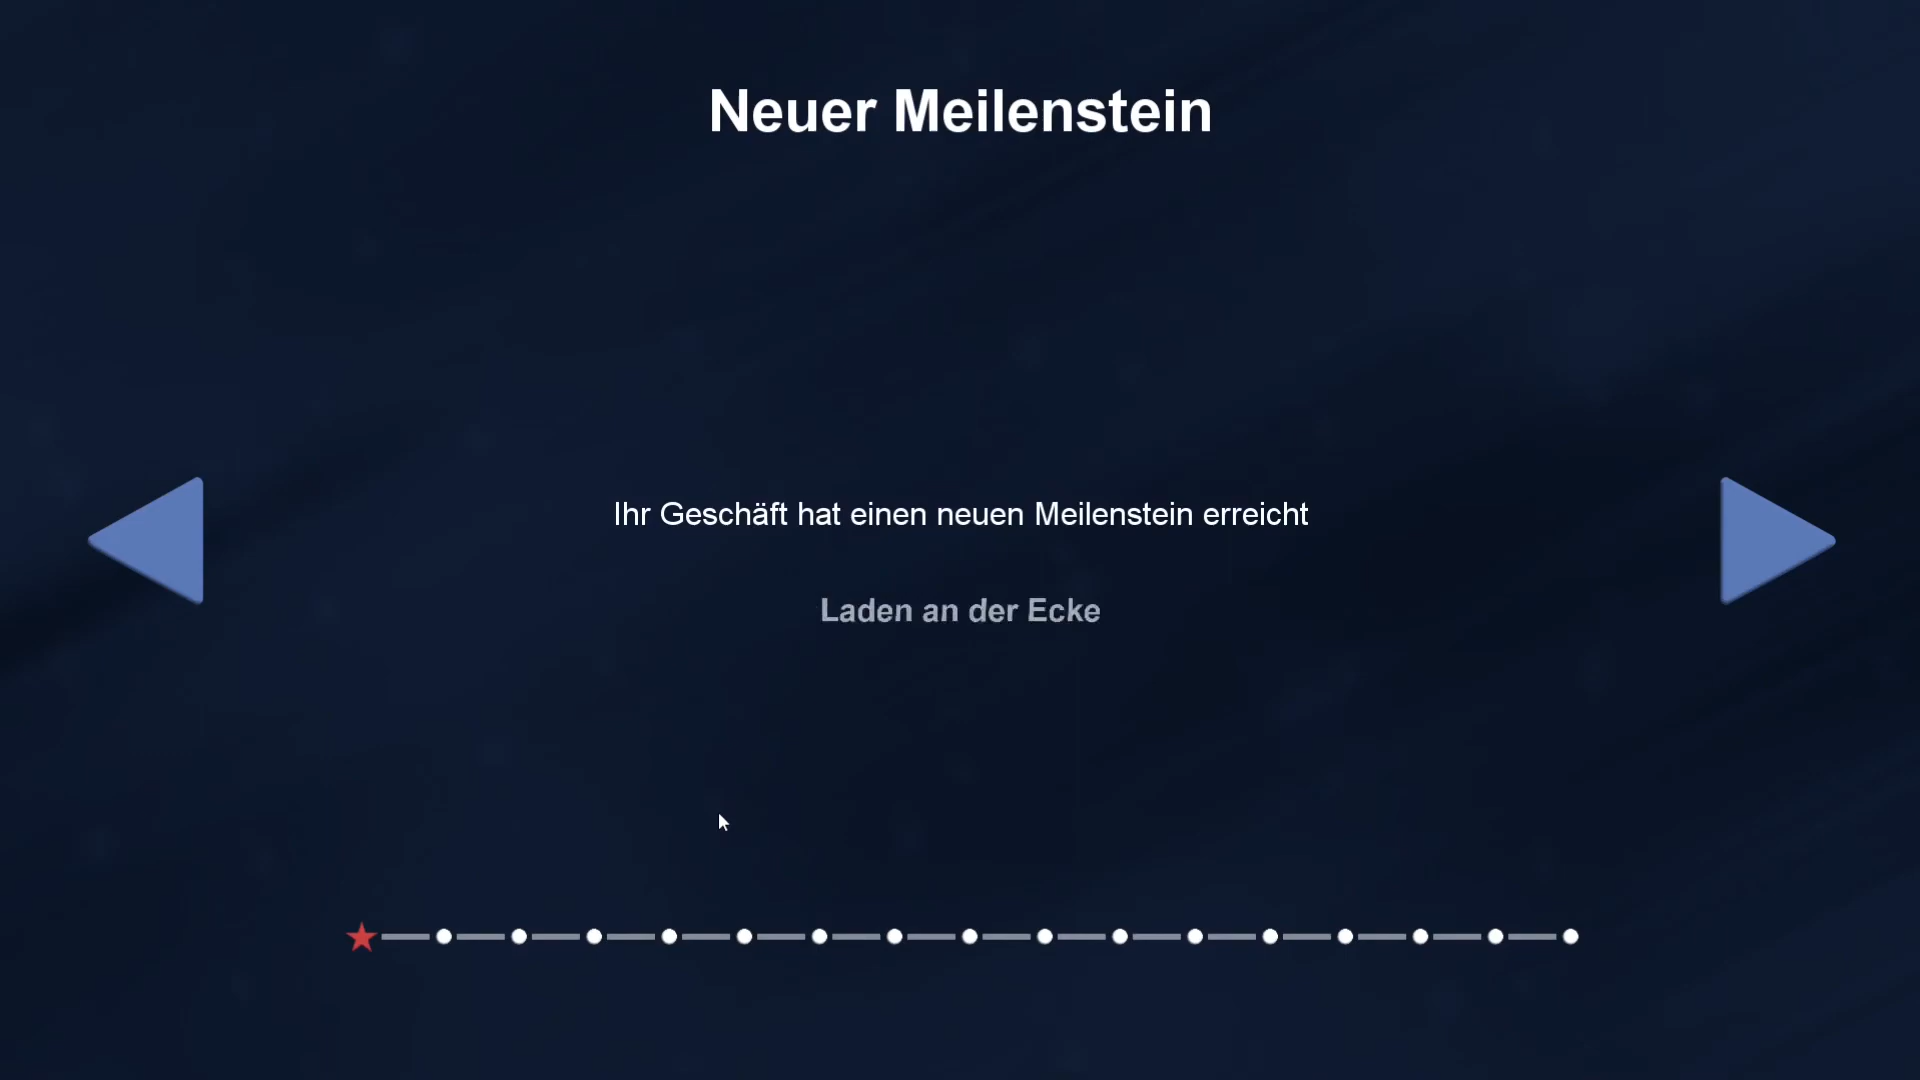 Neuer Meilenstein
Ihr Geschäft hat einen neuen Meilenstein erreicht
Laden an der Ecke